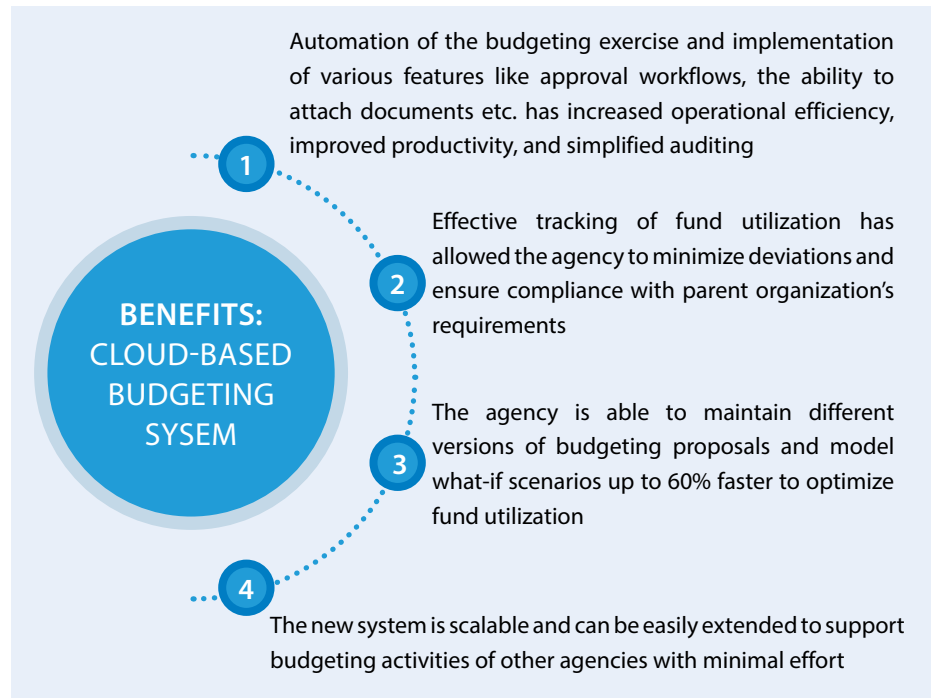 Automation of the budgeting exercise and implementation
of various features like approval workflows, the ability to
attach documents etc. has increased operational efficiency,
improved productivity, and simplified auditing
1
Effective tracking of fund utilization has
allowed the agency to minimize deviations and
ensure compliance with parent organization's
requirements
2
BENEFITS:
CLOUD-BASED
BUDGETING
SYSEM
The agency is able to maintain different
versions of budgeting proposals and model
what-if scenarios up to 60% faster to optimize
fund utilization
3
4
The new system is scalable and can be easily extended to support
budgeting activities of other agencies with minimal effort